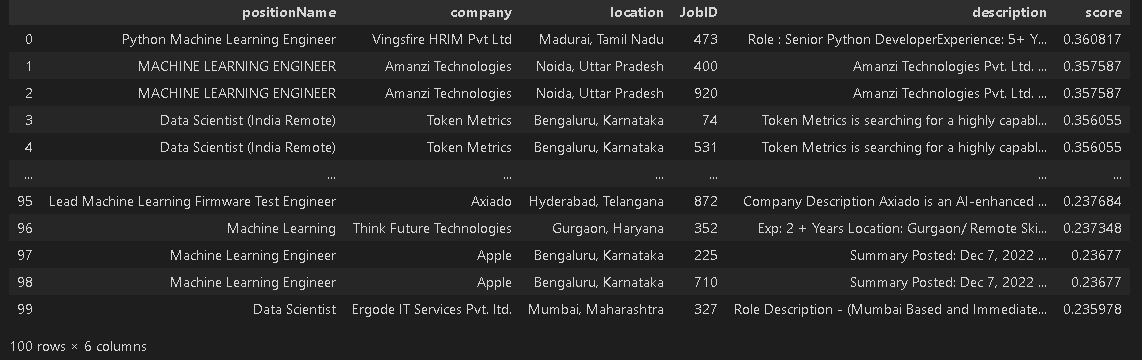 positionName company location JobID description score
0 Python Machine Learning Engineer Vingsfire HRIM Pvt Ltd Madurai, Tamil Nadu 473 Role : Senior Python DeveloperExperience: 5+ Y... 0.360817
1 MACHINE LEARNING ENGINEER Amanzi Technologies Noida, Uttar Pradesh 400 Amanzi Technologies Pvt. Ltd. ... 0.357587
2 MACHINE LEARNING ENGINEER Amanzi Technologies Noida, Uttar Pradesh 920 Amanzi Technologies Pvt. Ltd. ... 0.357587
3 Data Scientist (India Remote) Token Metrics Bengaluru, Karnataka 74 Token Metrics is searching for a highly capabl... 0.356055
4 Data Scientist (India Remote) Token Metrics Bengaluru, Karnataka 531 Token Metrics is searching for a highly capabl... 0.356055
... ... ... ... ... ... ...
95 Lead Machine Learning Firmware Test Engineer Axiado Hyderabad, Telangana 872 Company Description Axiado is an AI-enhanced ... 0.237684
96 Machine Learning Think Future Technologies Gurgaon, Haryana 352 Exp: 2 + Years Location: Gurgaon/ Remote Ski... 0.237348
97 Machine Learning Engineer Apple Bengaluru, Karnataka 225 Summary Posted: Dec 7, 2022 ... 0.23677
98 Machine Learning Engineer Apple Bengaluru, Karnataka 710 Summary Posted: Dec 7, 2022 ... 0.23677
99 Data Scientist Ergode IT Services Pvt. ltd. Mumbai, Maharashtra 327 Role Description - (Mumbai Based and Immediate... 0.235978
100 rows × 6 columns